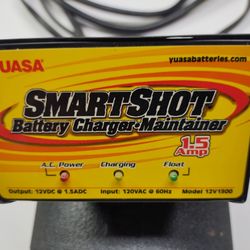 YUASA
yuasabatteries.com
SMARTSHOT
Battery Charger-Maintainer
1.5
Amp
A.C. Power Charging Float
Output: 12VDC @ 1.5ADC Input: 120VAC @ 60Hz Model 12V1500